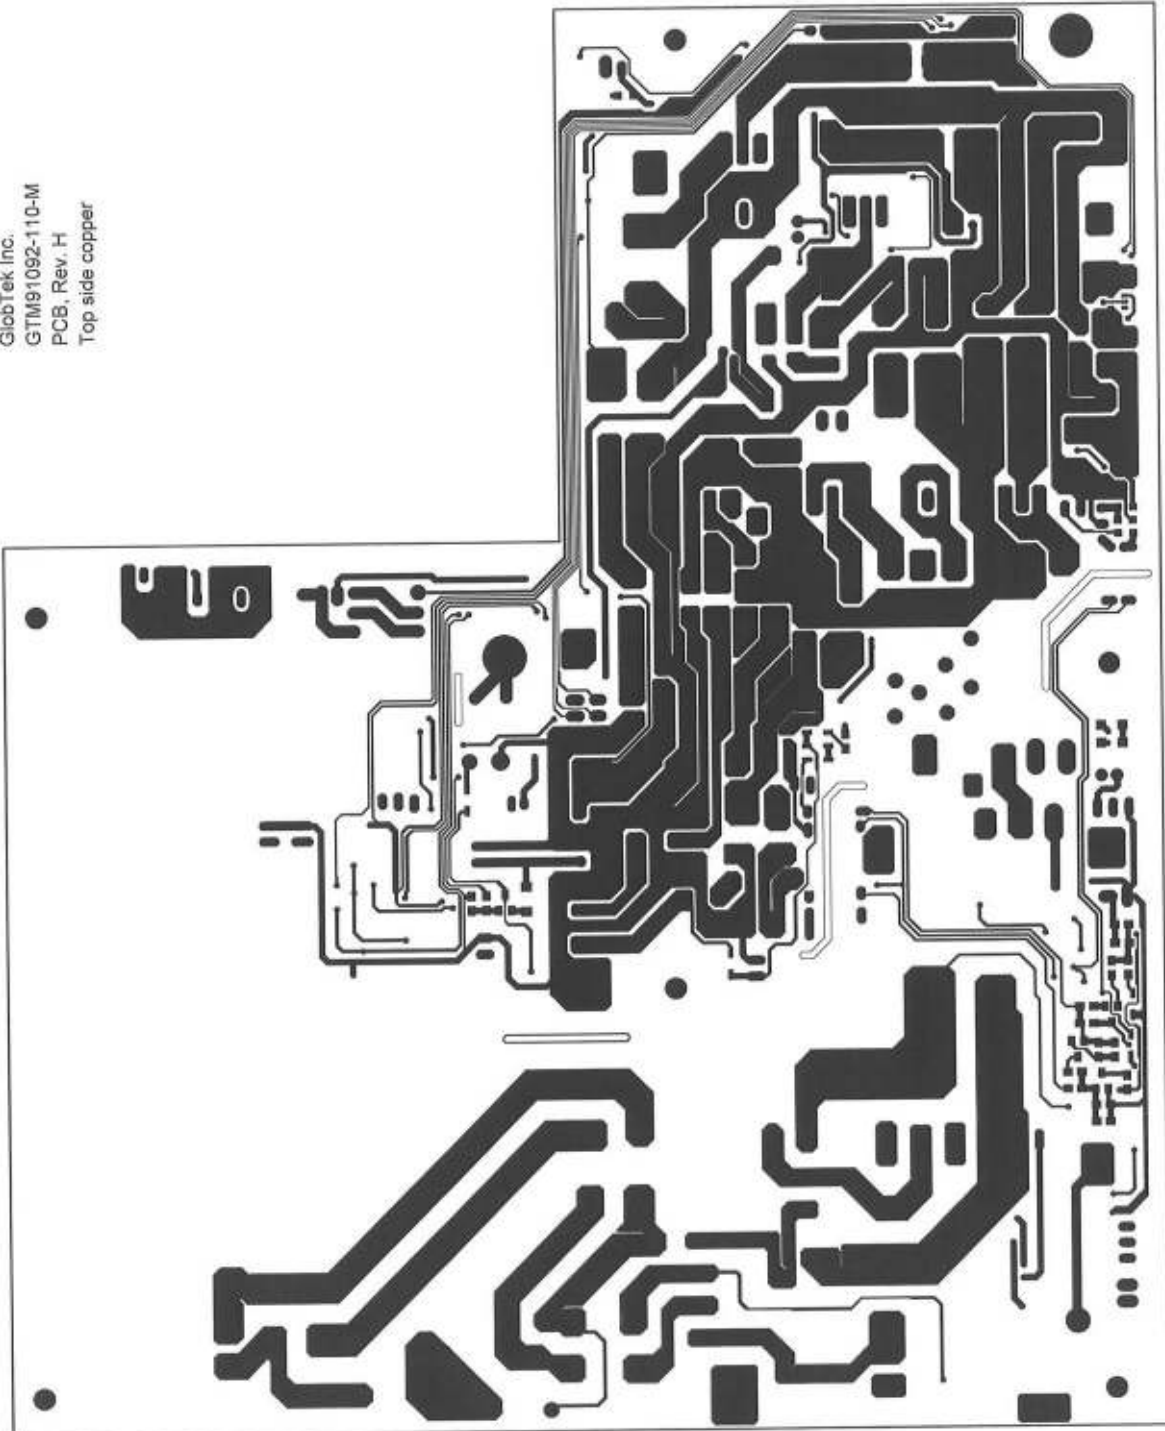 GlobTek Inc.
GTM91092-110-M
PCB, Rev. H
Top side copper